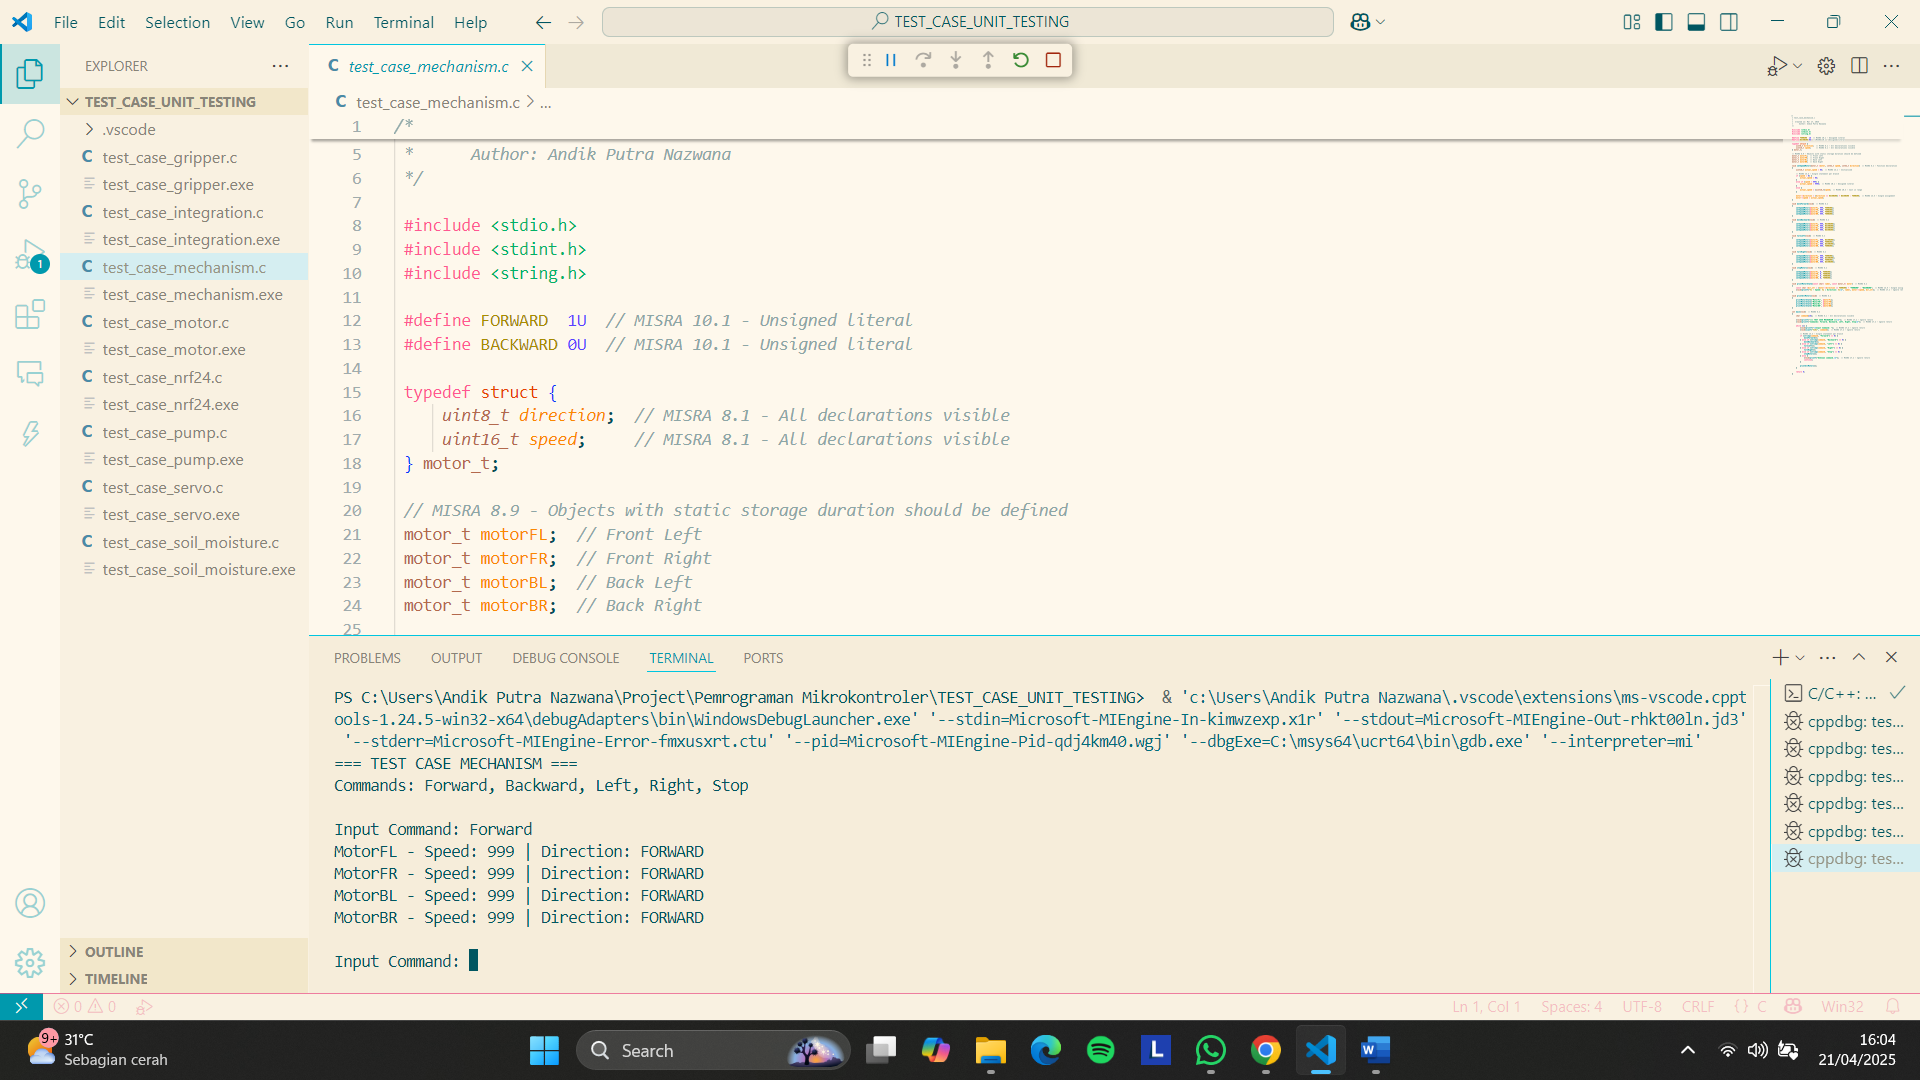 File Edit Selection View Go Run Terminal Help
TEST_CASE_UNIT_TESTING
EXPLORER
TEST_CASE_UNIT_TESTING
.vscode
C test_case_gripper.c
test_case_gripper.exe
C test_case_integration.c
test_case_integration.exe
C test_case_mechanism.c
test_case_mechanism.exe
C test_case_motor.c
test_case_motor.exe
C test_case_nrf24.c
test_case_nrf24.exe
C test_case_pump.c
test_case_pump.exe
C test_case_servo.c
test_case_servo.exe
C test_case_soil_moisture.c
test_case_soil_moisture.exe
OUTLINE
TIMELINE
1
C test_case_mechanism.c
C test_case_mechanism.c > ...
1 /*
5 * Author: Andik Putra Nazwana
6 */
7
8 #include <stdio.h>
9 #include <stdint.h>
10 #include <string.h>
11
12 #define FORWARD 1U // MISRA 10.1 - Unsigned literal
13 #define BACKWARD 0U // MISRA 10.1 - Unsigned literal
14
15 typedef struct {
16 uint8_t direction; // MISRA 8.1 - All declarations visible
17 uint16_t speed; // MISRA 8.1 - All declarations visible
18 } motor_t;
19
20 // MISRA 8.9 - Objects with static storage duration should be defined
21 motor_t motorFL; // Front Left
22 motor_t motorFR; // Front Right
23 motor_t motorBL; // Back Left
24 motor_t motorBR; // Back Right
25
PROBLEMS OUTPUT DEBUG CONSOLE TERMINAL PORTS
PS C:\Users\Andik Putra Nazwana\Project\Pemrograman Mikrokontroler\TEST_CASE_UNIT_TESTING> & 'c:\Users\Andik Putra Nazwana\.vscode\extensions\ms-vscode.cppt
ools-1.24.5-win32-x64\debugAdapters\bin\WindowsDebugLauncher.exe' '--stdin=Microsoft-MIEngine-In-kimwzexp.x1r' '--stdout=Microsoft-MIEngine-Out-rhkt00ln.jd3'
'--stderr=Microsoft-MIEngine-Error-fmxusxrt.ctu' '--pid=Microsoft-MIEngine-Pid-qdj4km40.wgj' '--dbgExe=C:\msys64\ucrt64\bin\gdb.exe' '--interpreter=mi'
=== TEST CASE MECHANISM ===
Commands: Forward, Backward, Left, Right, Stop
Input Command: Forward
MotorFL - Speed: 999 | Direction: FORWARD
MotorFR - Speed: 999 | Direction: FORWARD
MotorBL - Speed: 999 | Direction: FORWARD
MotorBR - Speed: 999 | Direction: FORWARD
Input Command:
C/C++: ...
cppdbg: tes...
cppdbg: tes...
cppdbg: tes...
cppdbg: tes...
cppdbg: tes...
cppdbg: tes...
0 0
Ln 1, Col 1 Spaces: 4 UTF-8 CRLF {} C Win32
9+
31°C
Sebagian cerah
Search
L
W
16:04
21/04/2025